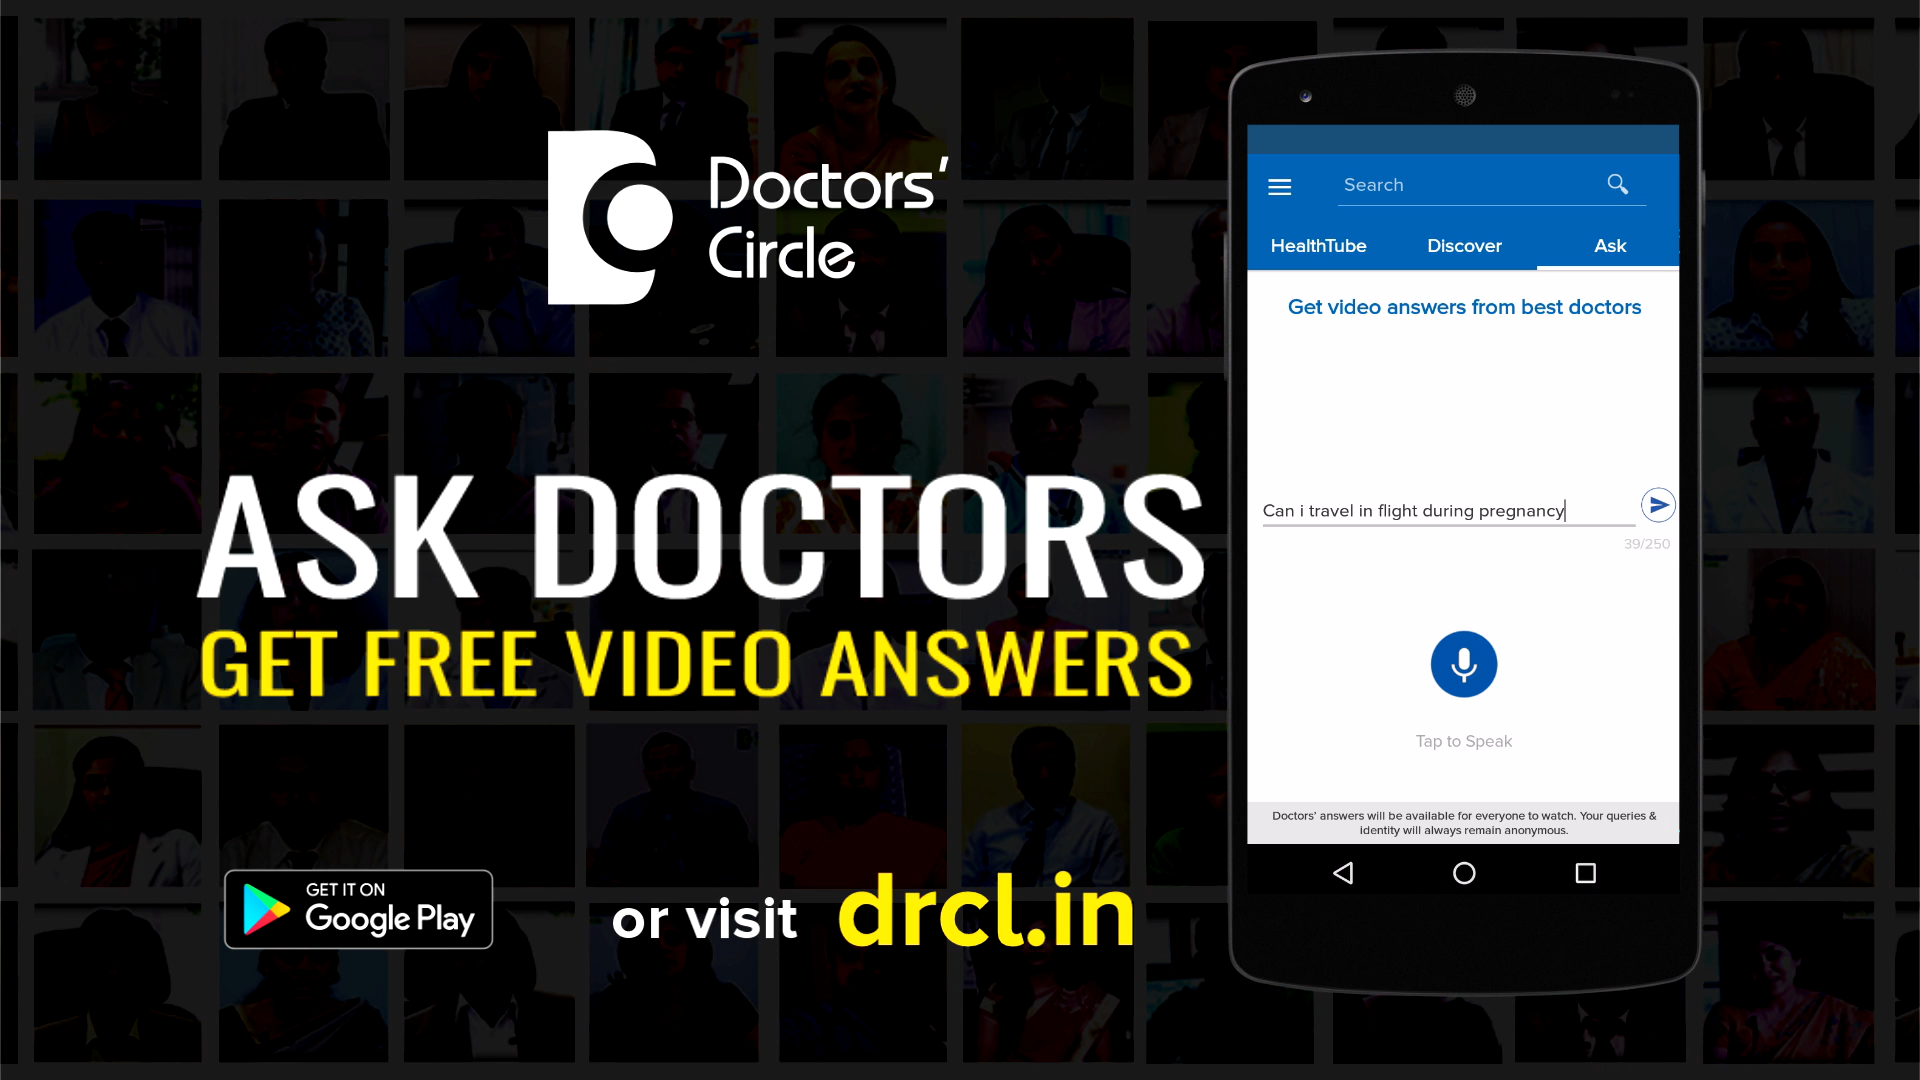 Doctors'
Circle
ASK DOCTORS
GET FREE VIDEO ANSWERS
GET IT ON
Google Play
or visit drcl.in
Search
HealthTube Discover Ask
Get video answers from best doctors
Can i travel in flight during pregnancy
39/250
Tap to Speak
Doctors' answers will be available for everyone to watch. Your queries &
identity will always remain anonymous.